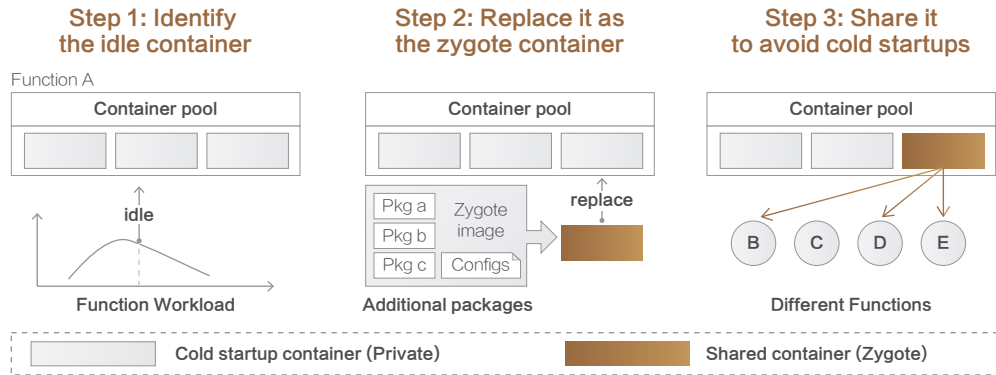 Step 1: Identify
the idle container
Function A
Container pool
idle
Function Workload
Step 2: Replace it as
the zygote container
Container pool
Pkg a
Pkg b
Pkg c
Zygote
image
Configs
replace
Additional packages
Step 3: Share it
to avoid cold startups
Container pool
B
C
D
E
Different Functions
Cold startup container (Private)
Shared container (Zygote)